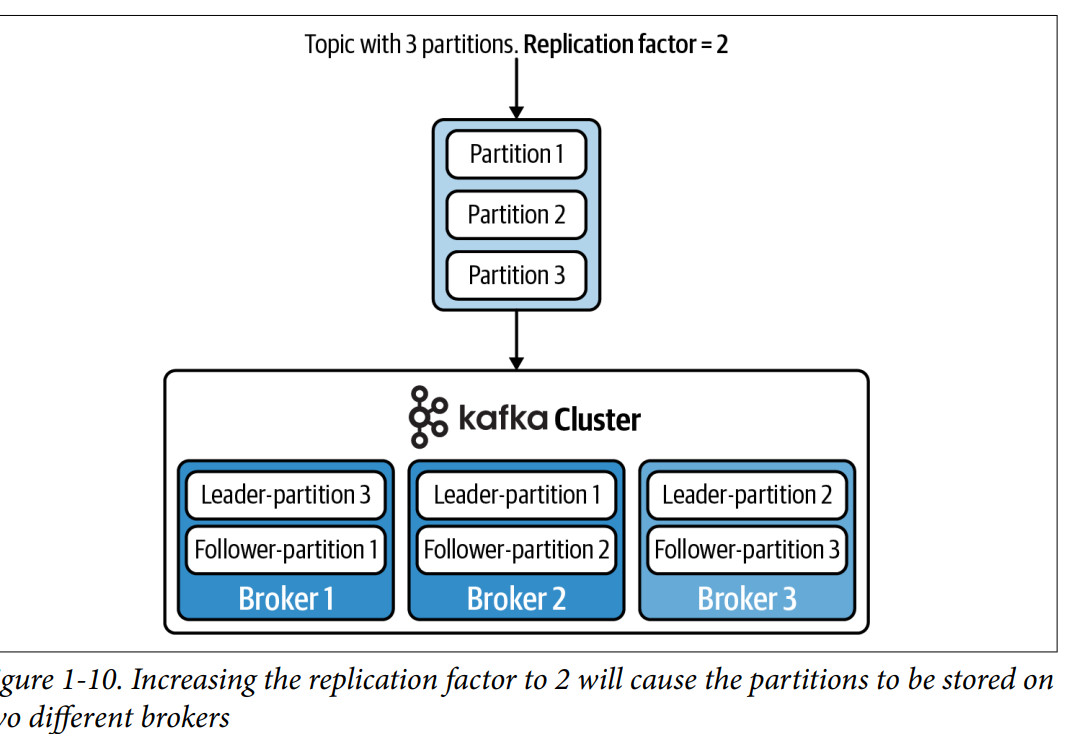 Topic with 3 partitions. Replication factor = 2
Partition 1
Partition 2
Partition 3
kafka Cluster
Leader-partition 3
Follower-partition 1
Broker 1
Leader-partition 1
Follower-partition 2
Broker 2
Leader-partition 2
Follower-partition 3
Broker 3
gure 1-10. Increasing the replication factor to 2 will cause the partitions to be stored on
vo different brokers